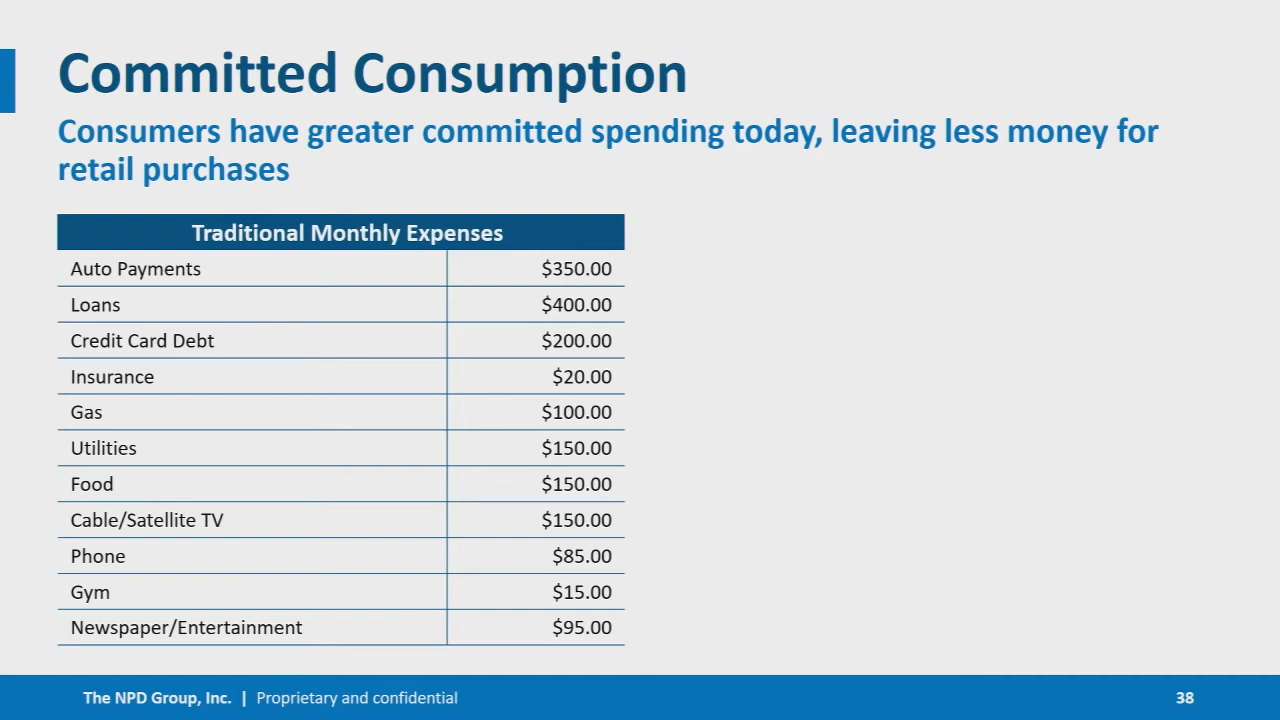 Committed Consumption
Consumers have greater committed spending today, leaving less money for
retail purchases
Traditional Monthly Expenses
Auto Payments $350.00
Loans $400.00
Credit Card Debt $200.00
Insurance $20.00
Gas $100.00
Utilities $150.00
Food $150.00
Cable/Satellite TV $150.00
Phone $85.00
Gym $15.00
Newspaper/Entertainment $95.00
The NPD Group, Inc. | Proprietary and confidential 38